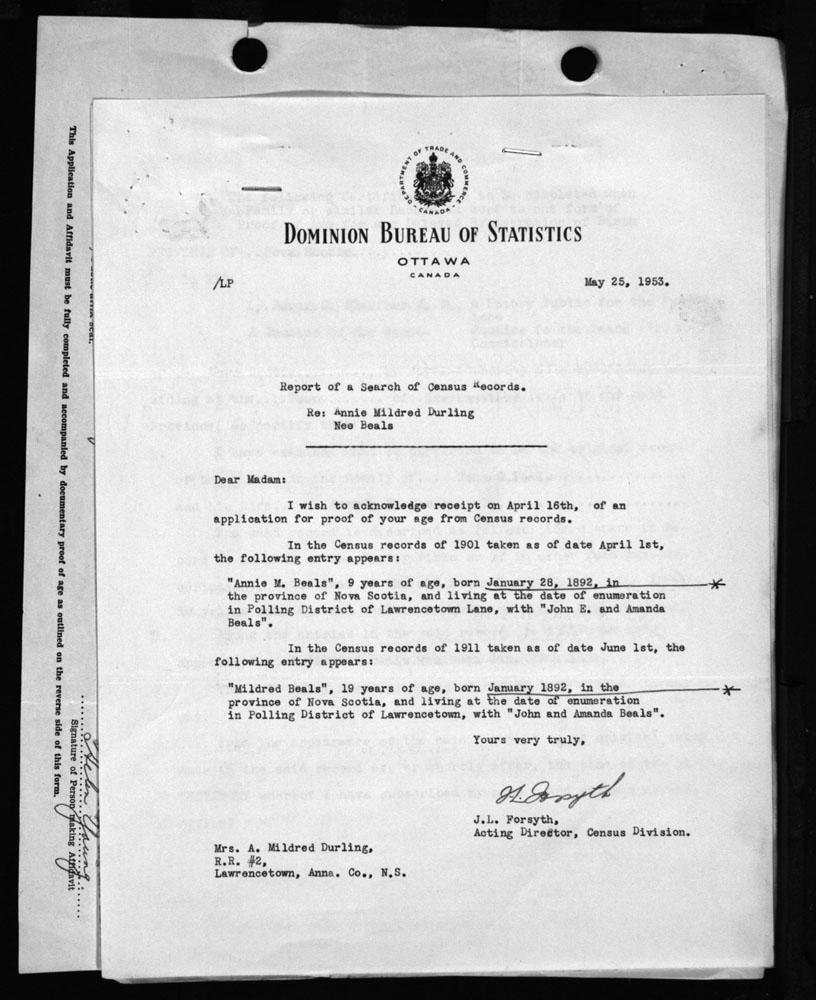 DEPARTMENT OF TRADE AND COMMERCE
CANADA
DOMINION BUREAU OF STATISTICS
OTTAWA
CANADA
/LP
May 25, 1953.
Report of a Search of Census Records.
Re: Annie Mildred Durling
Nee Beals
Dear Madam:
I wish to acknowledge receipt on April 16th, of an
application for proof of your age from Census records.
In the Census records of 1901 taken as of date April 1st,
the following entry appears:
"Annie M. Beals", 9 years of age, born January 28, 1892, in
the province of Nova Scotia, and living at the date of enumeration
in Polling District of Lawrencetown Lane, with "John E. and Amanda
Beals".
In the Census records of 1911 taken as of date June 1st, the
following entry appears:
"Mildred Beals", 19 years of age, born January 1892, in the
province of Nova Scotia, and living at the date of enumeration
in Polling District of Lawrencetown, with "John and Amanda Beals".
Yours very truly,
J.L. Forsyth
J.L. Forsyth,
Acting Director, Census Division.
Mrs. A. Mildred Durling,
R.R. #2,
Lawrencetown, Anna. Co., N.S.
Helen Young
Signature of Person making Affidavit
This Application and Affidavit must be fully completed and accompanied by documentary proof of age as outlined on the reverse side of this form.